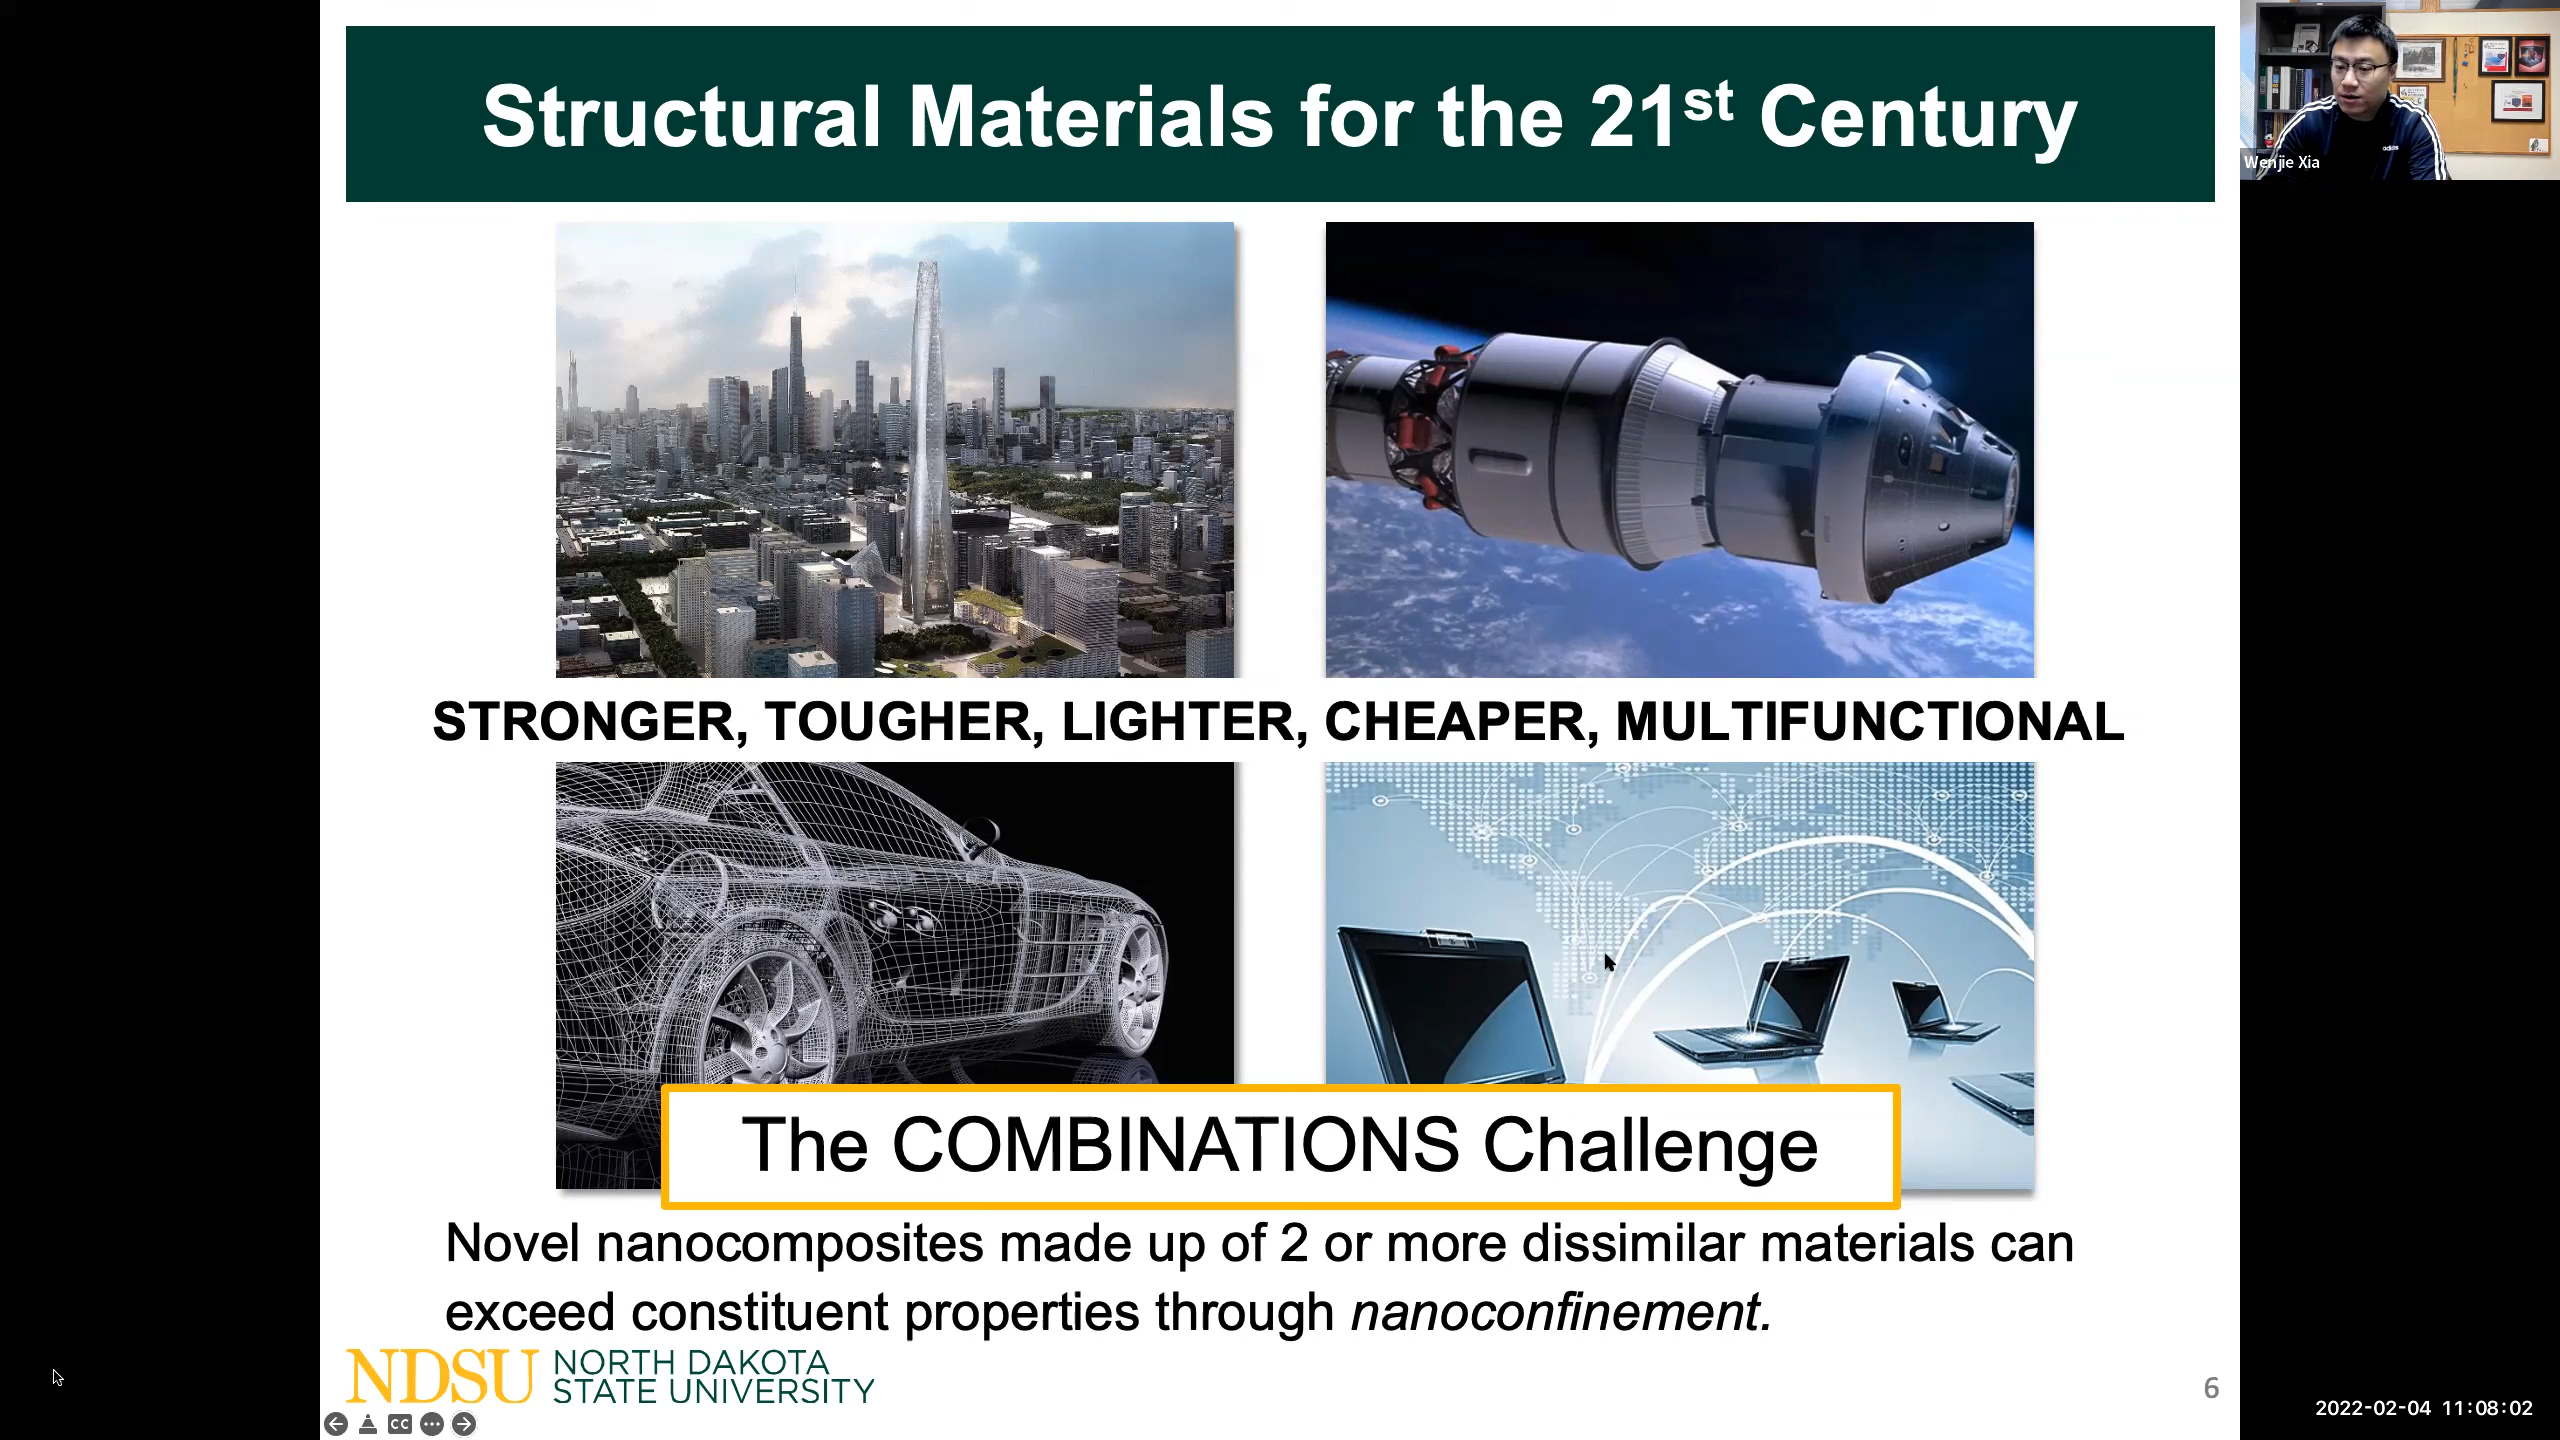 Structural Materials for the 21st Century
Wenjie Xia
STRONGER, TOUGHER, LIGHTER, CHEAPER, MULTIFUNCTIONAL
The COMBINATIONS Challenge
Novel nanocomposites made up of 2 or more dissimilar materials can
exceed constituent properties through nanoconfinement.
NDSU NORTH DAKOTA
STATE UNIVERSITY
6
CC
2022-02-04 11:08:02
adidas